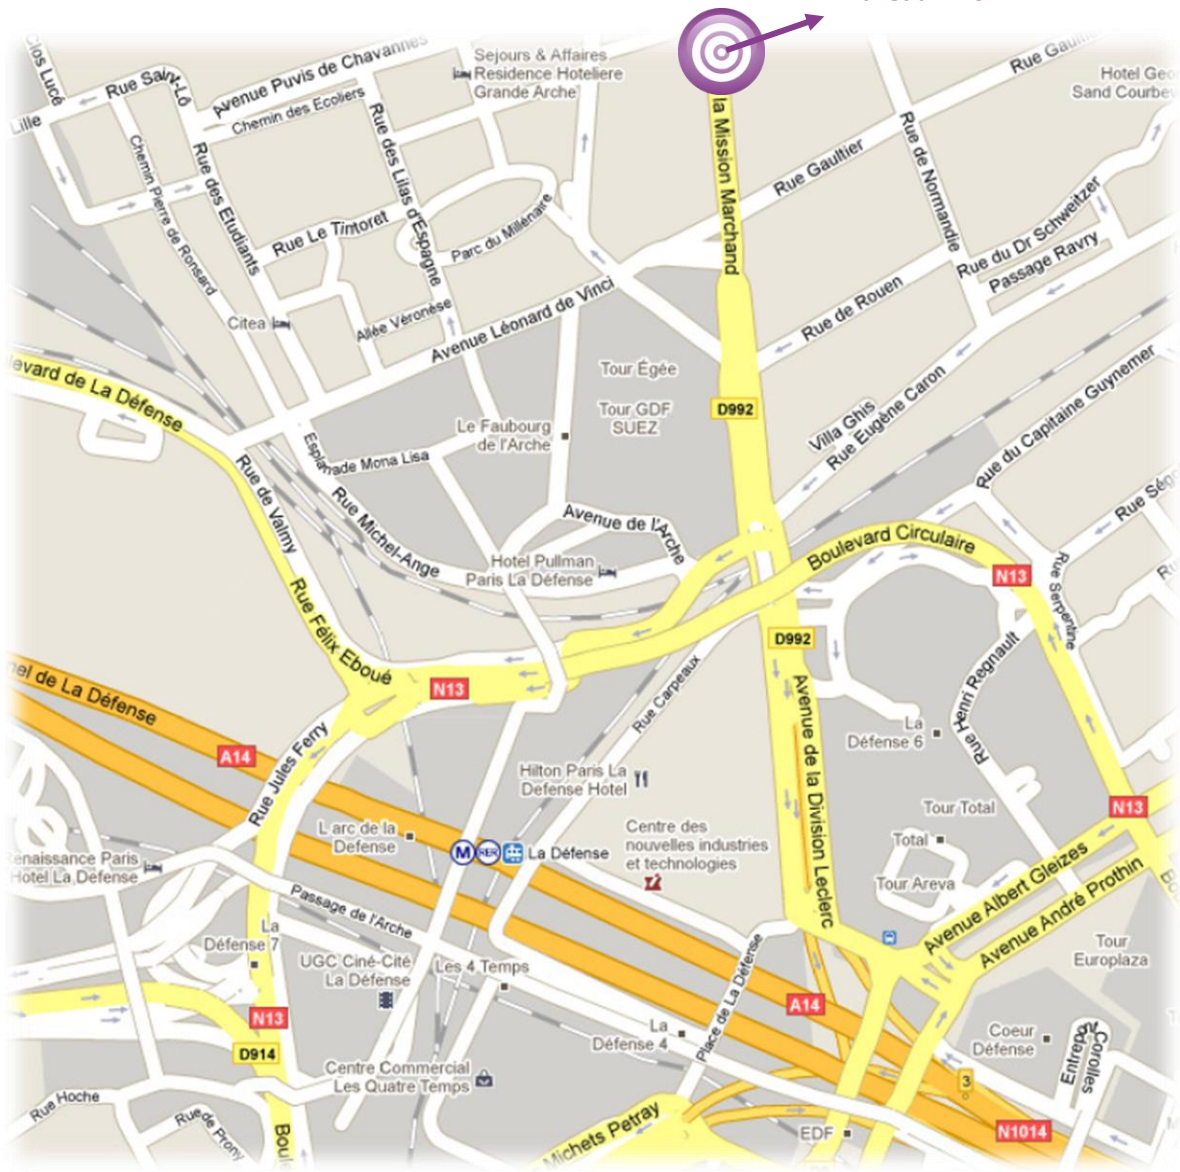 Clos Lucé
Rue Saint-Lô
Lille
Avenue Puvis de Chavannes
Chemin des Ecoliers
Sejours & Affaires
Residence Hoteliere
Grande Arche
la Mission Marchand
Rue Gaultier
Hotel
Sand
Rue des Lilas d'Espagne
Chemin Pierre de Ronsard
Rue des Etudiants
Rue Le Tintoret
Parc du Millénaire
Rue Gaultier
Rue de Normandie
Rue du Dr Schweitzer
Passage Ravry
Rue de Rouen
Citea
Allée Véronèse
Avenue Léonard de Vinci
Tour Égée
D992
Tour GDF
SUEZ
levard de La Défense
Le Faubourg
de l'Arche
Villa Ghis
Rue Eugène Caron
Rue du Capitaine Guynemer
Esplanade Mona Lisa
Rue de Valmy
Rue Michel-Ange
Avenue de l'Arche
Hotel Pullman
Paris La Défense
Boulevard Circulaire
N13
Rue Serpentine
Rue Félix Eboué
D992
Rue Henri Regnault
N13
Rue Carpeaux
Avenue de la Division Leclerc
La
Défense 6
nel de La Défense
A14
Rue Jules Ferry
Hilton Paris La
Defense Hotel
Tour Total
N13
L arc de la
Defense
M
RER
La Défense
Centre des
nouvelles industries
et technologies
Total
Tour Areva
enaissance Paris
Hotel La Defense
Passage de l'Arche
Avenue Albert Gleizes
Avenue André Prothin
La
Défense 7
UGC Ciné-Cité
La Défense
Les 4 Temps
Tour
Europlaza
Place de La Défense
A14
N13
D914
La
Défense 4
Coeur
Défense
Centre Commercial
Les Quatre Temps
3
Corolles
Rue Hoche
Rue de Prony
Boule
Michets Petray
EDF
N1014